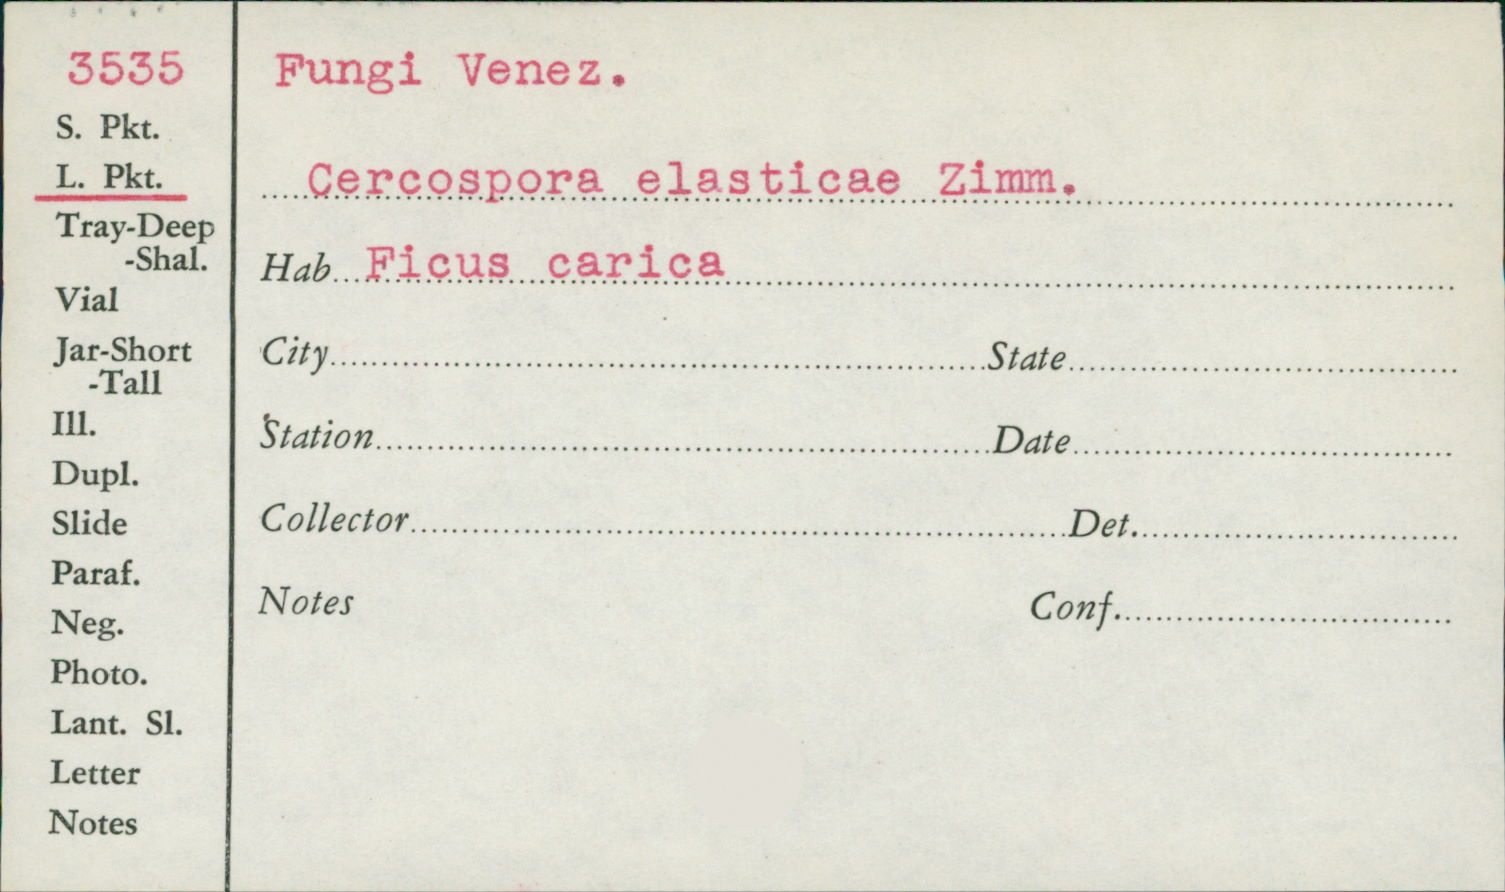 3535
S. Pkt.
L. Pkt.
Tray-Deep
-Shal.
Vial
Jar-Short
-Tall
Ill.
Dupl.
Slide
Paraf.
Neg.
Photo.
Lant. Sl.
Letter
Notes
Fungi Venez.
Cercospora elasticae Zimm.
Hab. Ficus carica
City State
Station Date
Collector Det.
Notes Conf.